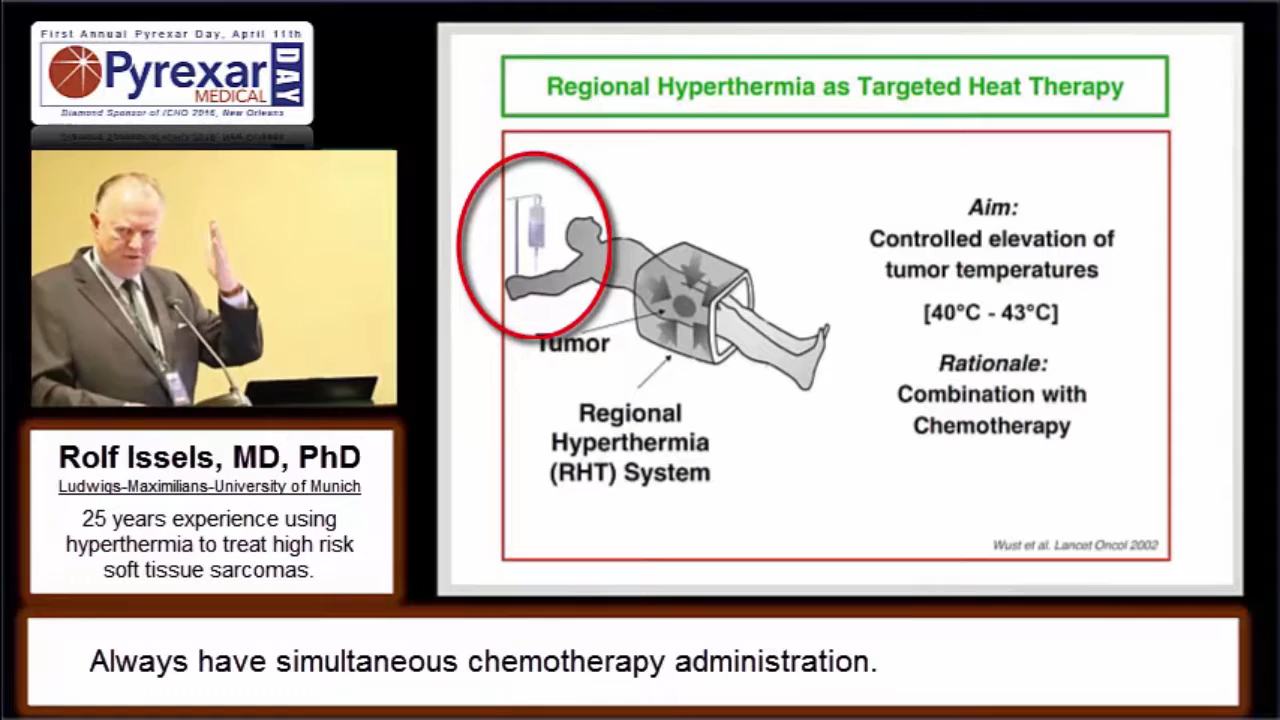 First Annual Pyrexar Day, April 11th
Pyrexar
MEDICAL
DAY
Diamond Sponsor of ICHO 2016, New Orleans
Rolf Issels, MD, PhD
Ludwigs-Maximilians-University of Munich
25 years experience using
hyperthermia to treat high risk
soft tissue sarcomas.
Regional Hyperthermia as Targeted Heat Therapy
Tumor
Regional
Hyperthermia
(RHT) System
Aim:
Controlled elevation of
tumor temperatures
[40°C - 43°C]
Rationale:
Combination with
Chemotherapy
Wust et al. Lancet Oncol 2002
Always have simultaneous chemotherapy administration.